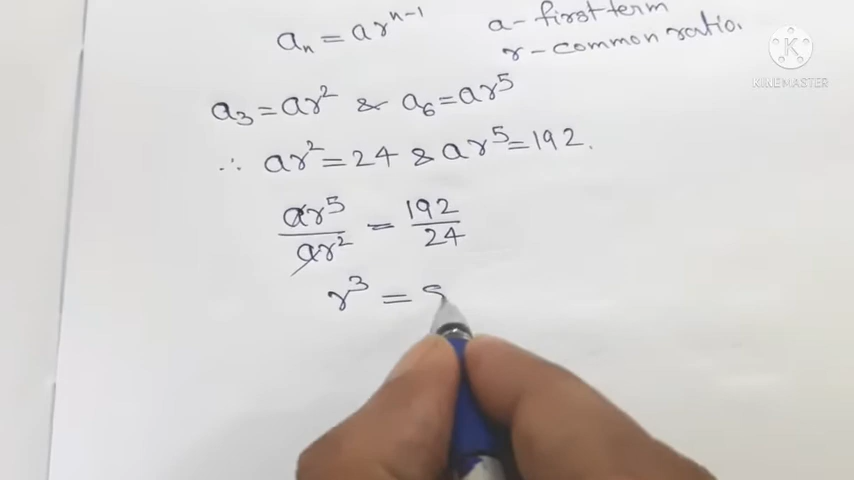 aₙ = arⁿ⁻¹ a - first term
r - common ratio.
K
KINEMASTER
a₃ = ar² & a₆ = ar⁵
∴ ar² = 24 & ar⁵ = 192.
ar⁵/ar² = 192/24
r³ =